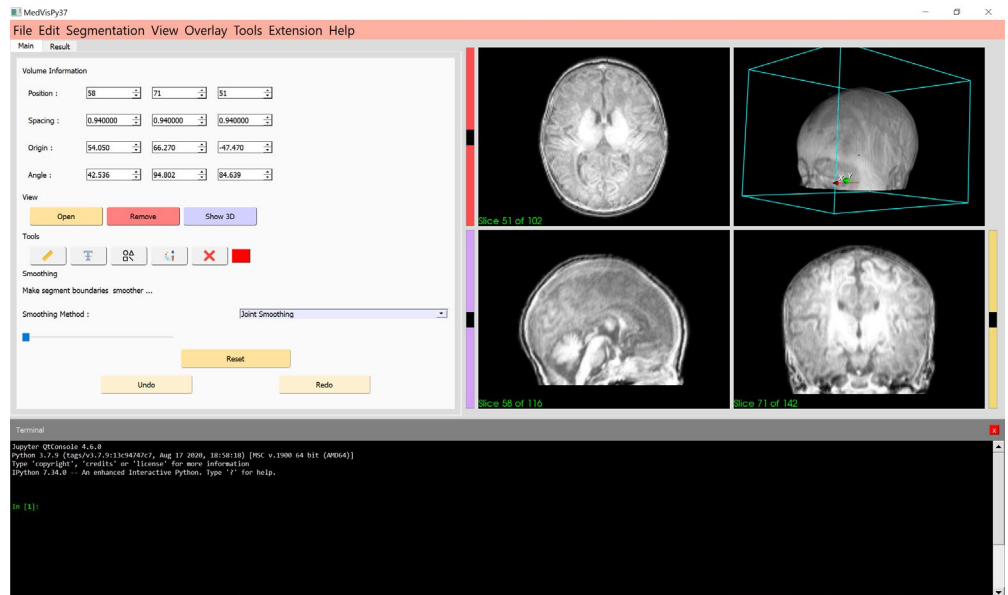 MedVisPy37
File Edit Segmentation View Overlay Tools Extension Help
Main Result
Volume Information
Position : 58 71 51
Spacing : 0.940000 0.940000 0.940000
Origin : 54.050 66.270 -47.470
Angle : 42.536 94.802 84.639
View
Open Remove Show 3D
Tools
Smoothing
Make segment boundaries smoother ...
Smoothing Method : Joint Smoothing
Reset
Undo Redo
Slice 51 of 102
Slice 58 of 116
Slice 71 of 142
Terminal
Jupyter QtConsole 4.6.0
Python 3.7.9 (tags/v3.7.9:13c94747c7, Aug 17 2020, 18:58:18) [MSC v.1900 64 bit (AMD64)]
Type 'copyright', 'credits' or 'license' for more information
IPython 7.34.0 -- An enhanced Interactive Python. Type '?' for help.
In [1]: